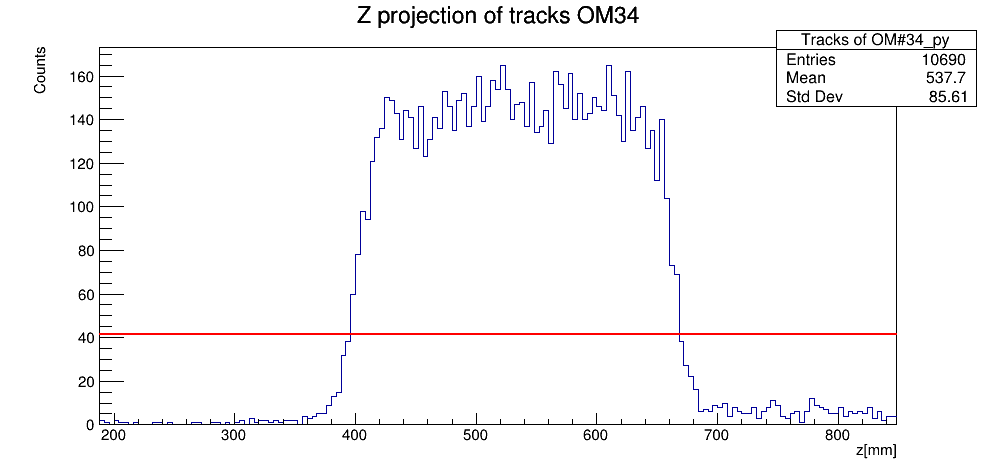 Z projection of tracks OM34
Counts
Tracks of OM#34_py
Entries 10690
Mean 537.7
Std Dev 85.61
160
140
120
100
80
60
40
20
0
200 300 400 500 600 700 800
z[mm]